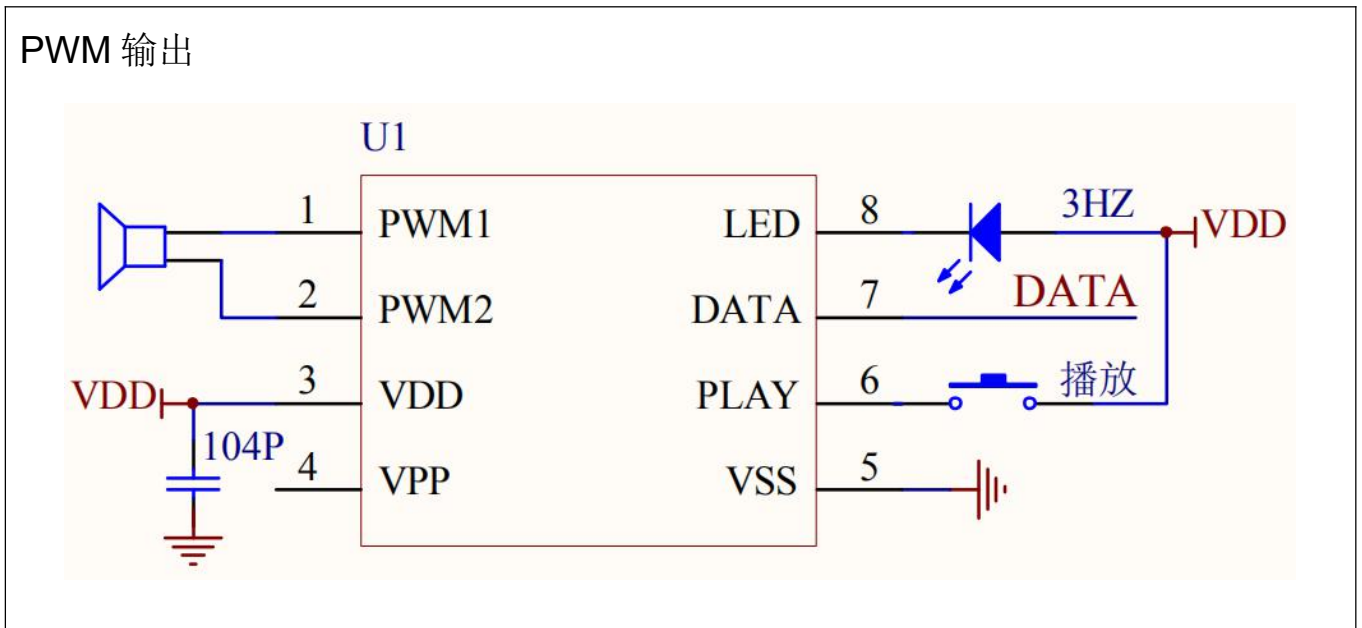 PWM 输出
U1
1 PWM1 LED 8 3HZ VDD
2 PWM2 DATA 7 DATA
VDD 3 VDD PLAY 6 播放
104P 4 VPP VSS 5